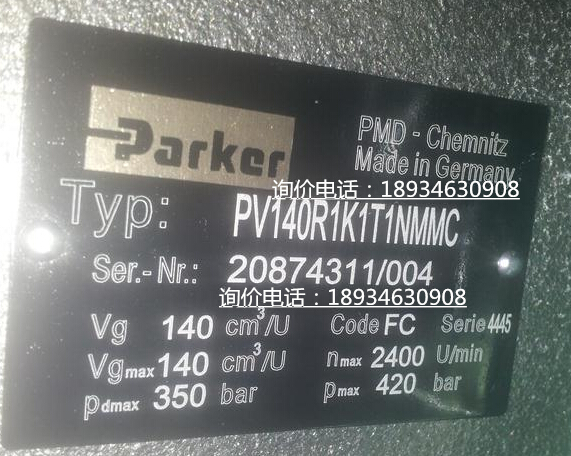 Parker
PMD - Chemnitz
Made in Germany
询价电话：18934630908
Typ: PV140R1K1T1NMMC
Ser.-Nr.: 20874311/004
询价电话：18934630908
Vg 140 cm³/U Code FC Serie 4445
Vgmax 140 cm³/U nmax 2400 U/min
pdmax 350 bar pmax 420 bar